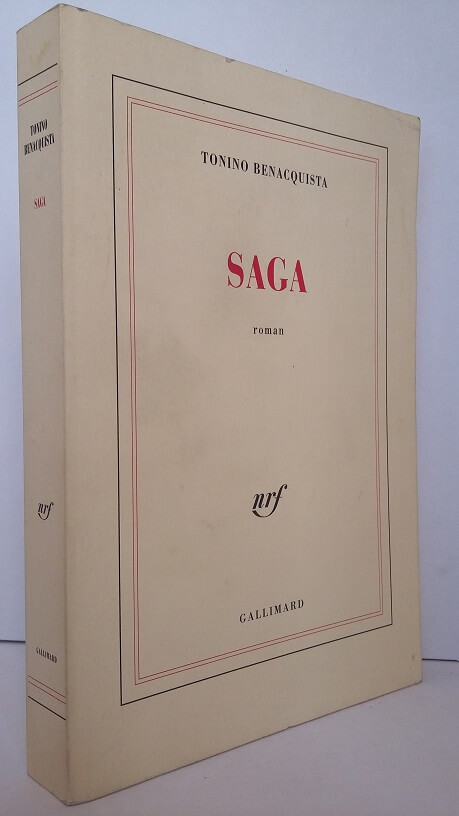 TONINO
BENACQUISTA
SAGA
nrf
GALLIMARD
TONINO BENACQUISTA
SAGA
roman
nrf
GALLIMARD